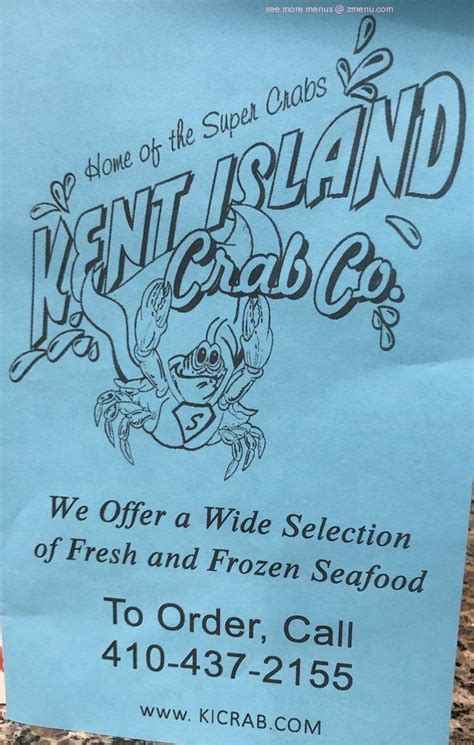 see more menus @ zmenu.com
Home of the Super Crabs
KENT ISLAND
Crab Co.
S
We Offer a Wide Selection
of Fresh and Frozen Seafood
To Order, Call
410-437-2155
www. KICRAB.COM